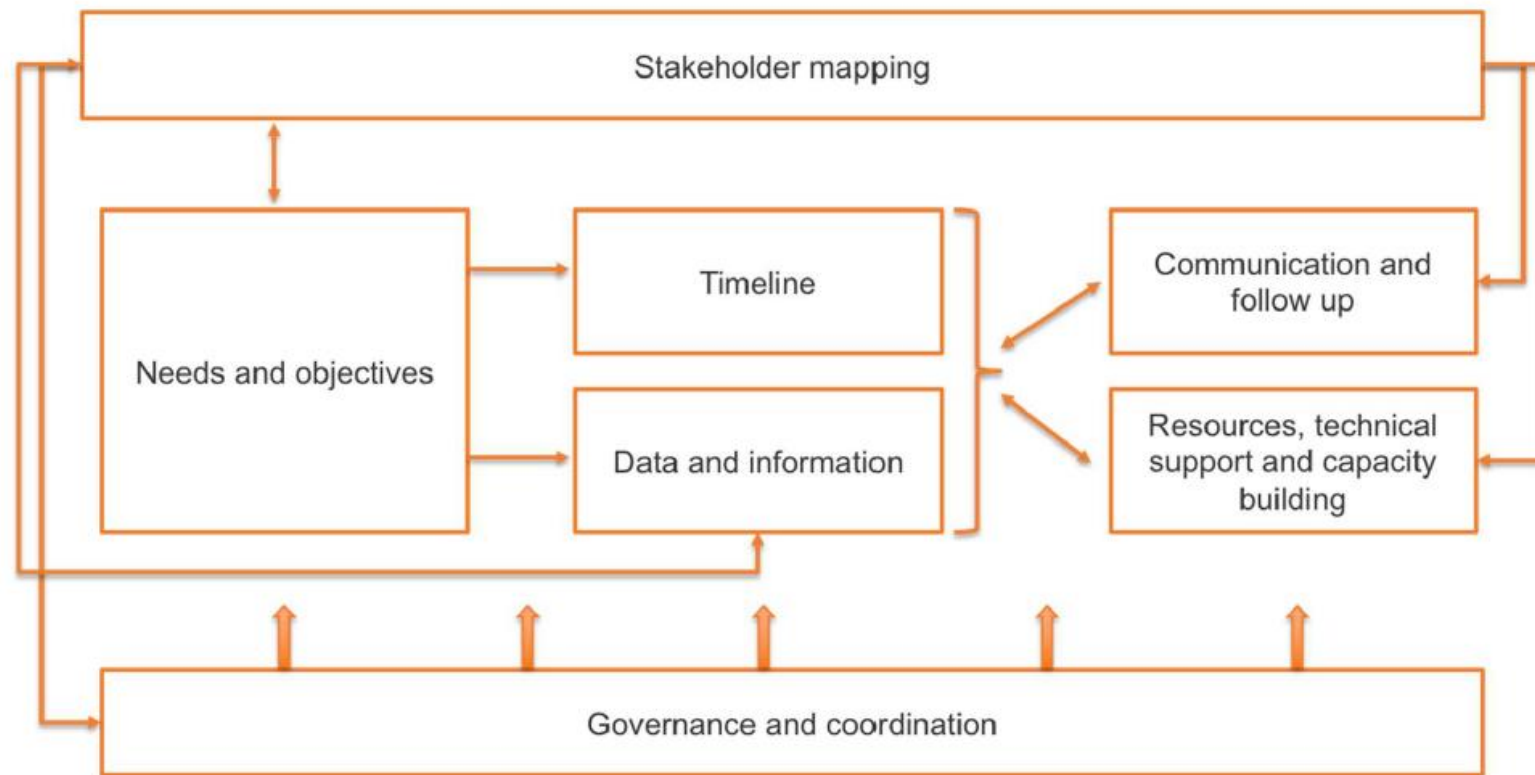 Stakeholder mapping
Needs and objectives
Timeline
Data and information
Communication and
follow up
Resources, technical
support and capacity
building
Governance and coordination